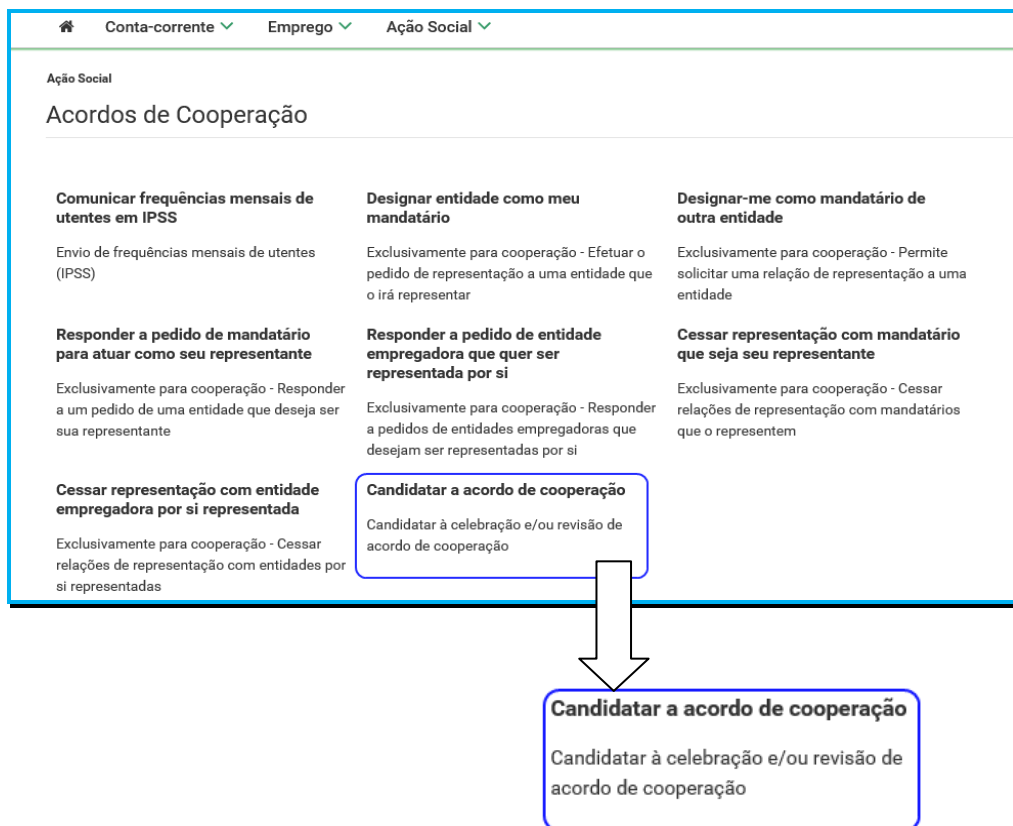 Conta-corrente Emprego Ação Social
Ação Social
Acordos de Cooperação
Comunicar frequências mensais de
utentes em IPSS
Envio de frequências mensais de utentes
(IPSS)
Designar entidade como meu
mandatário
Exclusivamente para cooperação - Efetuar o
pedido de representação a uma entidade que
o irá representar
Designar-me como mandatário de
outra entidade
Exclusivamente para cooperação - Permite
solicitar uma relação de representação a uma
entidade
Responder a pedido de mandatário
para atuar como seu representante
Exclusivamente para cooperação - Responder
a um pedido de uma entidade que deseja ser
sua representante
Responder a pedido de entidade
empregadora que quer ser
representada por si
Exclusivamente para cooperação - Responder
a pedidos de entidades empregadoras que
desejam ser representadas por si
Cessar representação com mandatário
que seja seu representante
Exclusivamente para cooperação - Cessar
relações de representação com mandatários
que o representem
Cessar representação com entidade
empregadora por si representada
Exclusivamente para cooperação - Cessar
relações de representação com entidades por
si representadas
Candidatar a acordo de cooperação
Candidatar à celebração e/ou revisão de
acordo de cooperação
Candidatar a acordo de cooperação
Candidatar à celebração e/ou revisão de
acordo de cooperação